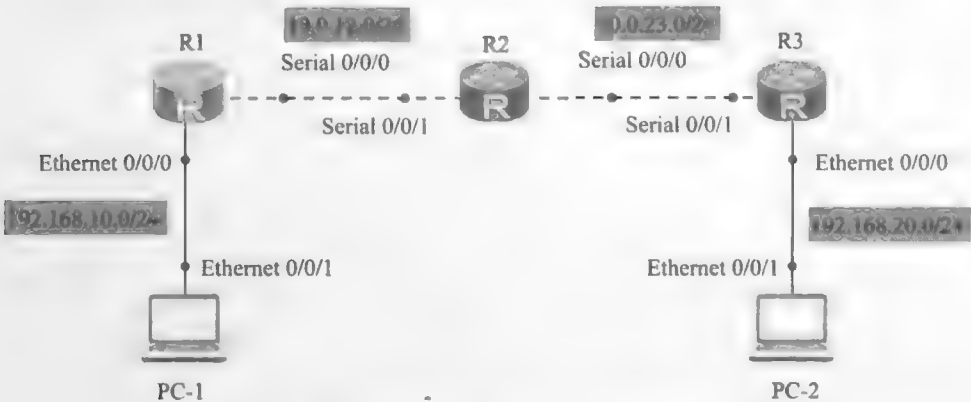 R1
Serial 0/0/0
R2
0.0.23.0/2
Serial 0/0/0
R3
Serial 0/0/1
Serial 0/0/1
Ethernet 0/0/0
Ethernet 0/0/0
92.168.10.0/2
192.168.20.0/24
Ethernet 0/0/1
Ethernet 0/0/1
PC-1
PC-2